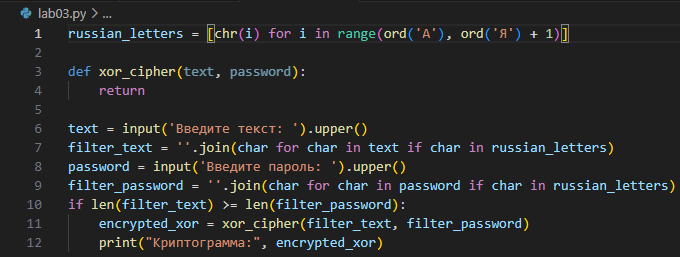 lab03.py > ...
1 russian_letters = [chr(i) for i in range(ord('А'), ord('Я') + 1)]
2
3 def xor_cipher(text, password):
4     return
5
6 text = input('Введите текст: ').upper()
7 filter_text = ''.join(char for char in text if char in russian_letters)
8 password = input('Введите пароль: ').upper()
9 filter_password = ''.join(char for char in password if char in russian_letters)
10 if len(filter_text) >= len(filter_password):
11     encrypted_xor = xor_cipher(filter_text, filter_password)
12     print("Криптограмма:", encrypted_xor)